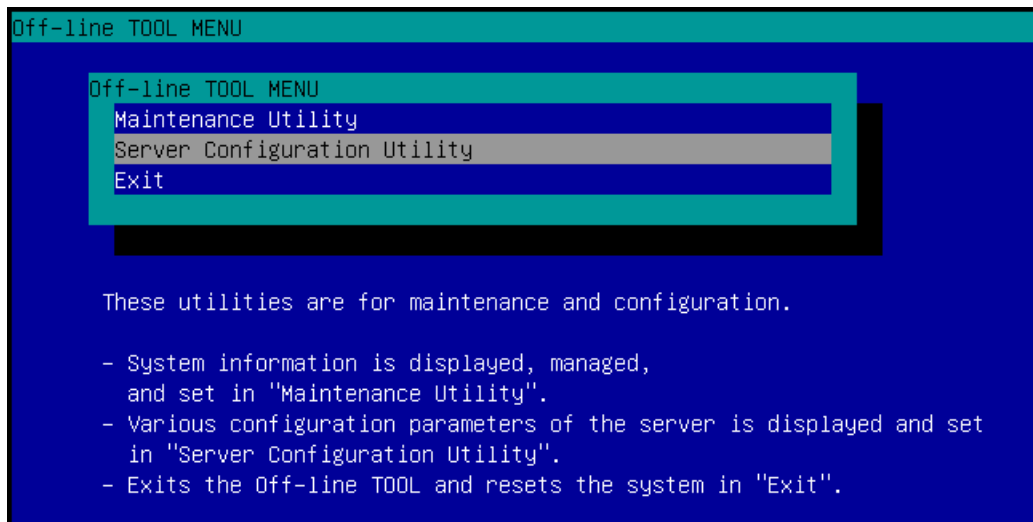 Off-line TOOL MENU
Off-line TOOL MENU
Maintenance Utility
Server Configuration Utility
Exit
These utilities are for maintenance and configuration.
- System information is displayed, managed,
and set in "Maintenance Utility".
- Various configuration parameters of the server is displayed and set
in "Server Configuration Utility".
- Exits the Off-line TOOL and resets the system in "Exit".